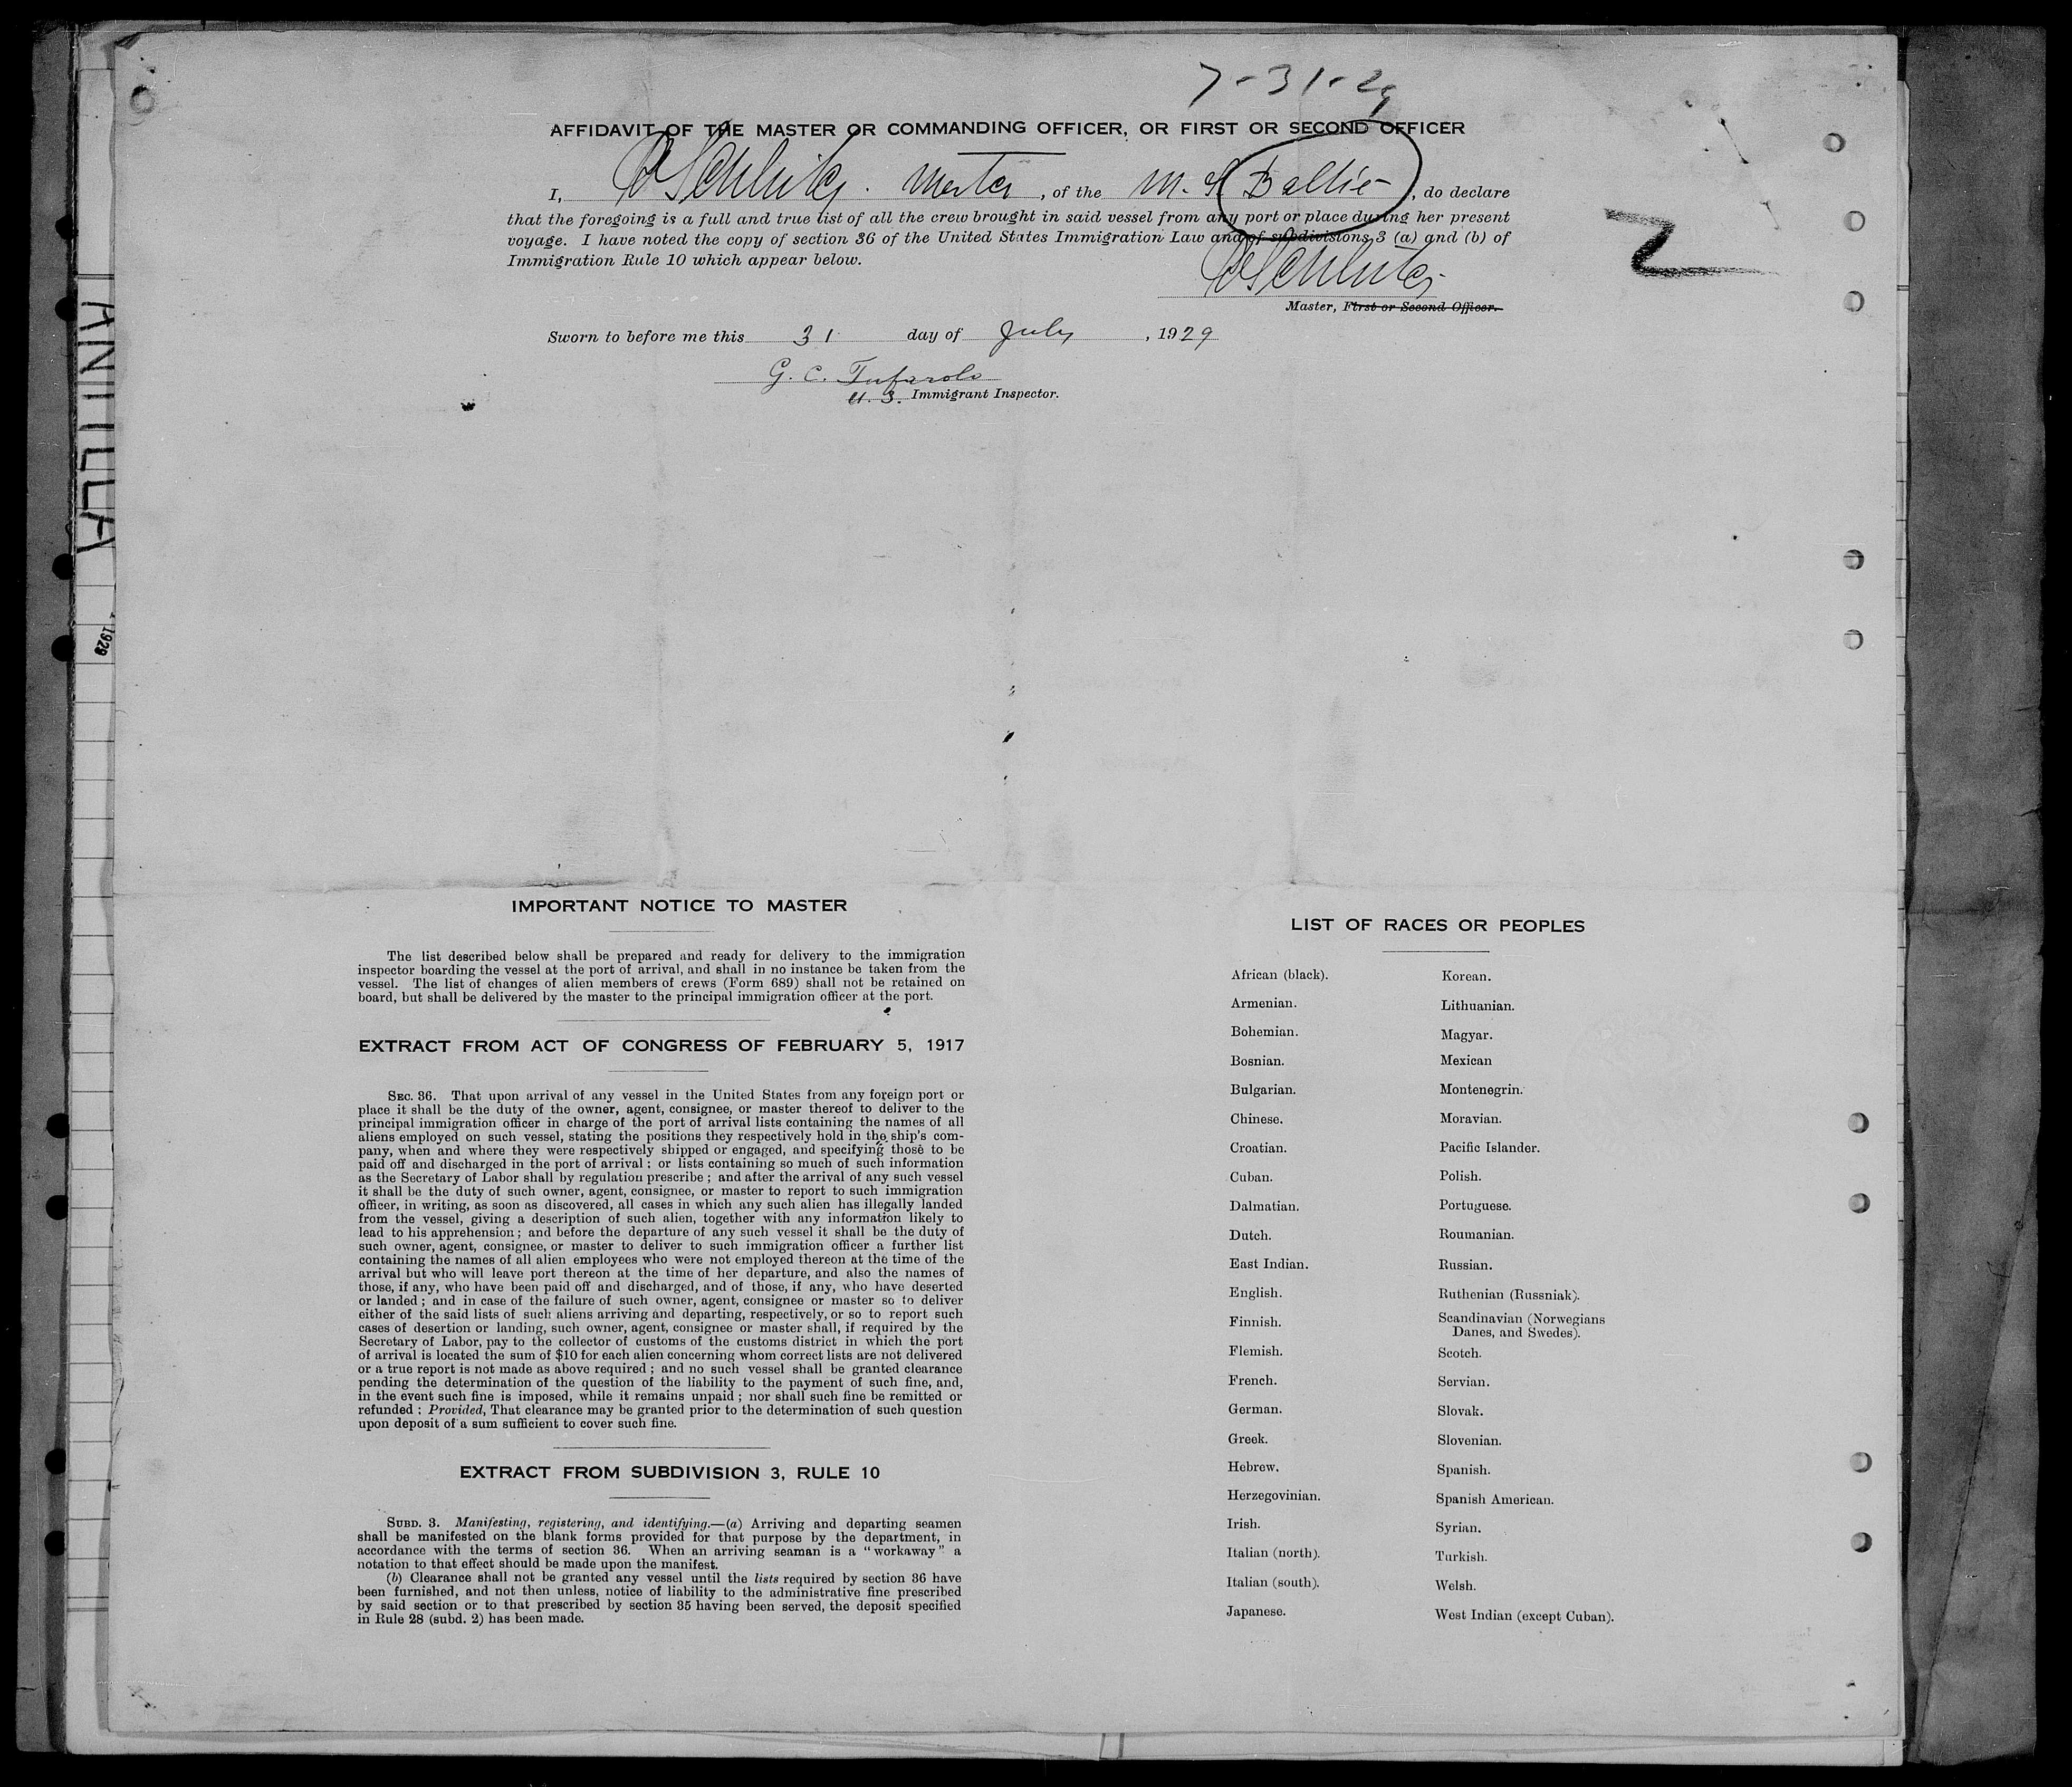 7-31-29
AFFIDAVIT OF THE MASTER OR COMMANDING OFFICER, OR FIRST OR SECOND OFFICER
I, Master, of the M. S. Baltic, do declare
that the foregoing is a full and true list of all the crew brought in said vessel from any port or place during her present
voyage. I have noted the copy of section 36 of the United States Immigration Law and of subdivisions 3 (a) and (b) of
Immigration Rule 10 which appear below.
Master, First or Second Officer.
Sworn to before me this 31 day of July, 1929
G. C.
U. S. Immigrant Inspector.
ANTILLA
1929
IMPORTANT NOTICE TO MASTER
The list described below shall be prepared and ready for delivery to the immigration
inspector boarding the vessel at the port of arrival, and shall in no instance be taken from the
vessel. The list of changes of alien members of crews (Form 689) shall not be retained on
board, but shall be delivered by the master to the principal immigration officer at the port.
EXTRACT FROM ACT OF CONGRESS OF FEBRUARY 5, 1917
SEC. 36. That upon arrival of any vessel in the United States from any foreign port or
place it shall be the duty of the owner, agent, consignee, or master thereof to deliver to the
principal immigration officer in charge of the port of arrival lists containing the names of all
aliens employed on such vessel, stating the positions they respectively hold in the ship's com-
pany, when and where they were respectively shipped or engaged, and specifying those to be
paid off and discharged in the port of arrival; or lists containing so much of such information
as the Secretary of Labor shall by regulation prescribe; and after the arrival of any such vessel
it shall be the duty of such owner, agent, consignee, or master to report to such immigration
officer, in writing, as soon as discovered, all cases in which any such alien has illegally landed
from the vessel, giving a description of such alien, together with any information likely to
lead to his apprehension; and before the departure of any such vessel it shall be the duty of
such owner, agent, consignee, or master to deliver to such immigration officer a further list
containing the names of all alien employees who were not employed thereon at the time of the
arrival but who will leave port thereon at the time of her departure, and also the names of
those, if any, who have been paid off and discharged, and of those, if any, who have deserted
or landed; and in case of the failure of such owner, agent, consignee or master so to deliver
either of the said lists of such aliens arriving and departing, respectively, or so to report such
cases of desertion or landing, such owner, agent, consignee or master shall, if required by the
Secretary of Labor, pay to the collector of customs of the customs district in which the port
of arrival is located the sum of $10 for each alien concerning whom correct lists are not delivered
or a true report is not made as above required; and no such vessel shall be granted clearance
pending the determination of the question of the liability to the payment of such fine, and,
in the event such fine is imposed, while it remains unpaid; nor shall such fine be remitted or
refunded: Provided, That clearance may be granted prior to the determination of such question
upon deposit of a sum sufficient to cover such fine.
EXTRACT FROM SUBDIVISION 3, RULE 10
SUBD. 3. Manifesting, registering, and identifying.—(a) Arriving and departing seamen
shall be manifested on the blank forms provided for that purpose by the department, in
accordance with the terms of section 36. When an arriving seaman is a "workaway" a
notation to that effect should be made upon the manifest.
(b) Clearance shall not be granted any vessel until the lists required by section 36 have
been furnished, and not then unless, notice of liability to the administrative fine prescribed
by said section or to that prescribed by section 35 having been served, the deposit specified
in Rule 28 (subd. 2) has been made.
LIST OF RACES OR PEOPLES
African (black).
Armenian.
Bohemian.
Bosnian.
Bulgarian.
Chinese.
Croatian.
Cuban.
Dalmatian.
Dutch.
East Indian.
English.
Finnish.
Flemish.
French.
German.
Greek.
Hebrew.
Herzegovinian.
Irish.
Italian (north).
Italian (south).
Japanese.
Korean.
Lithuanian.
Magyar.
Mexican
Montenegrin.
Moravian.
Pacific Islander.
Polish.
Portuguese.
Roumanian.
Russian.
Ruthenian (Russniak).
Scandinavian (Norwegians
Danes, and Swedes).
Scotch.
Servian.
Slovak.
Slovenian.
Spanish.
Spanish American.
Syrian.
Turkish.
Welsh.
West Indian (except Cuban).